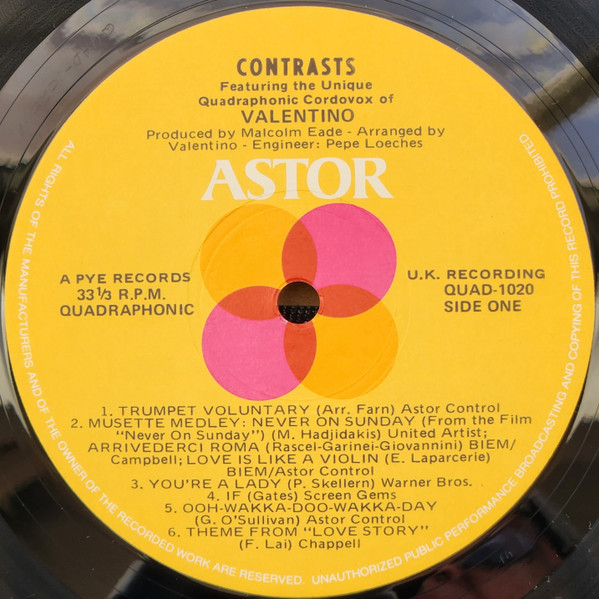 CONTRASTS
Featuring the Unique
Quadraphonic Cordovox of
VALENTINO
Produced by Malcolm Eade - Arranged by
Valentino - Engineer: Pepe Loeches
ASTOR
A PYE RECORDS
33 1/3 R.P.M.
QUADRAPHONIC
U.K. RECORDING
QUAD-1020
SIDE ONE
1. TRUMPET VOLUNTARY (Arr. Farn) Astor Control
2. MUSETTE MEDLEY: NEVER ON SUNDAY (From the Film
"Never On Sunday") (M. Hadjidakis) United Artist;
ARRIVEDERCI ROMA (Rascel-Garinei-Giovannini) BIEM/
Campbell; LOVE IS LIKE A VIOLIN (E. Laparcerie)
BIEM/Astor Control
3. YOU'RE A LADY (P. Skellern) Warner Bros.
4. IF (Gates) Screen Gems
5. OOH-WAKKA-DOO-WAKKA-DAY
(G. O'Sullivan) Astor Control
6. THEME FROM "LOVE STORY"
(F. Lai) Chappell
ALL RIGHTS OF THE MANUFACTURERS AND OF THE OWNER OF THE RECORDED WORK ARE RESERVED. UNAUTHORIZED PUBLIC PERFORMANCE BROADCASTING AND COPYING OF THIS RECORD PROHIBITED